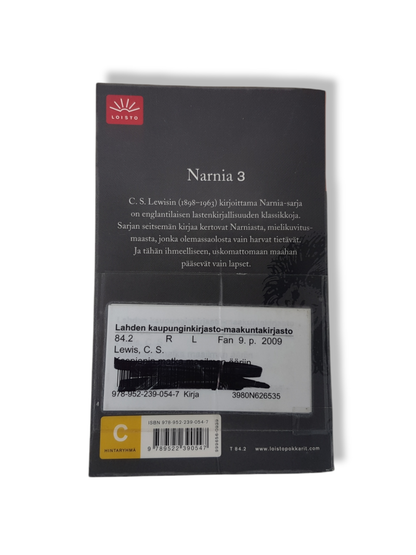 LOISTO
Narnia 3
C. S. Lewisin (1898–1963) kirjoittama Narnia-sarja
on englantilaisen lastenkirjallisuuden klassikkoja.
Sarjan seitsemän kirjaa kertovat Narniasta, mielikuvitus-
maasta, jonka olemassaolosta vain harvat tietävät.
Ja tähän ihmeelliseen, uskomattomaan maahan
pääsevät vain lapset.
Lahden kaupunginkirjasto-maakuntakirjasto
84.2 R L Fan 9. p. 2009
Lewis, C. S.
978-952-239-054-7 Kirja 3980N626535
ISBN 978-952-239-054-7
C
HINTARYHMÄ
9 789522 390547
T 84.2 www.loistopokkarit.com